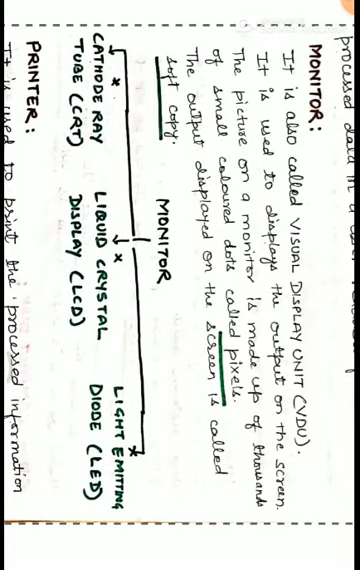 processed data in a
MONITOR:
It is also called VISUAL DISPLAY UNIT (VDU).
It is used to displays the output on the screen.
The picture on a monitor is made up of thousands
of small coloured dots called pixels.
The output displayed on the screen is called
soft copy.
MONITOR
CATHODE RAY TUBE (CRT)
LIQUID CRYSTAL DISPLAY (LCD)
LIGHT EMITTING DIODE (LED)
PRINTER:
It is used to print the processed information